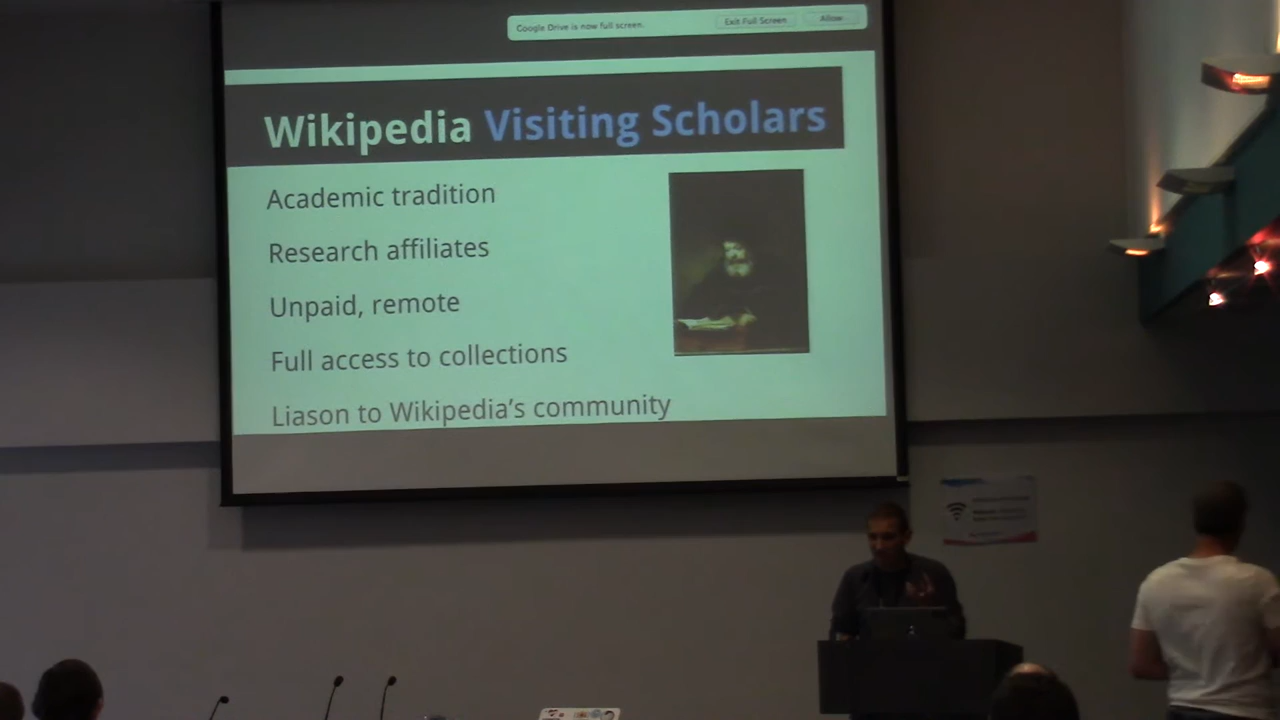 Google Drive is now full screen.
Exit Full Screen
Allow
Wikipedia Visiting Scholars
Academic tradition
Research affiliates
Unpaid, remote
Full access to collections
Liason to Wikipedia's community